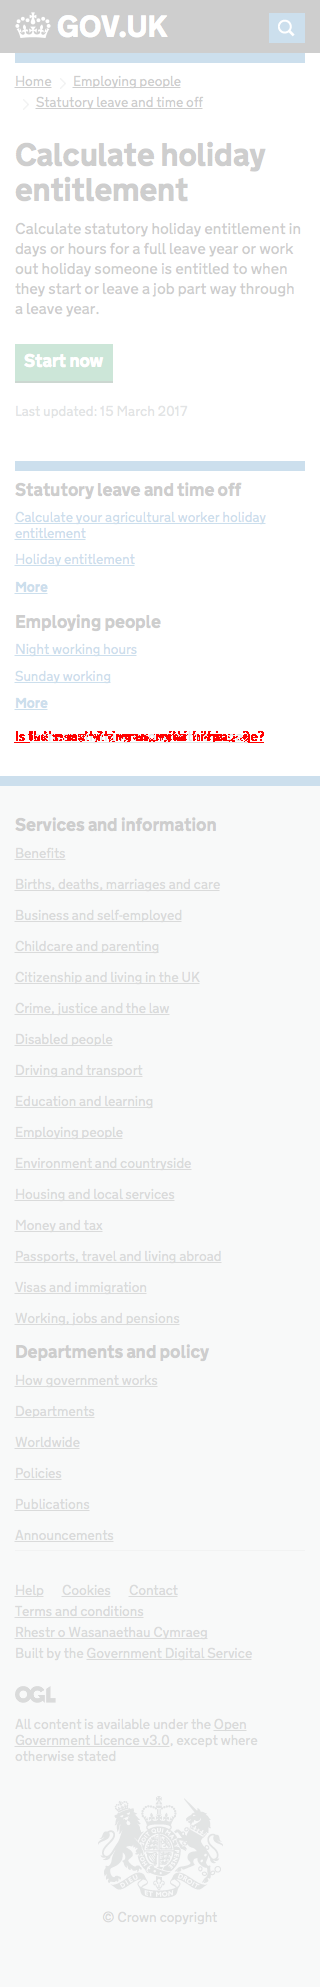 GOV.UK
Home > Employing people
> Statutory leave and time off
Calculate holiday
entitlement
Calculate statutory holiday entitlement in
days or hours for a full leave year or work
out holiday someone is entitled to when
they start or leave a job part way through
a leave year.
Start now
Last updated: 15 March 2017
Statutory leave and time off
Calculate your agricultural worker holiday
entitlement
Holiday entitlement
More
Employing people
Night working hours
Sunday working
More
Is
Services and information
Benefits
Births, deaths, marriages and care
Business and self-employed
Childcare and parenting
Citizenship and living in the UK
Crime, justice and the law
Disabled people
Driving and transport
Education and learning
Employing people
Environment and countryside
Housing and local services
Money and tax
Passports, travel and living abroad
Visas and immigration
Working, jobs and pensions
Departments and policy
How government works
Departments
Worldwide
Policies
Publications
Announcements
Help Cookies Contact
Terms and conditions
Rhestr o Wasanaethau Cymraeg
Built by the Government Digital Service
OGL
All content is available under the Open
Government Licence v3.0, except where
otherwise stated
© Crown copyright